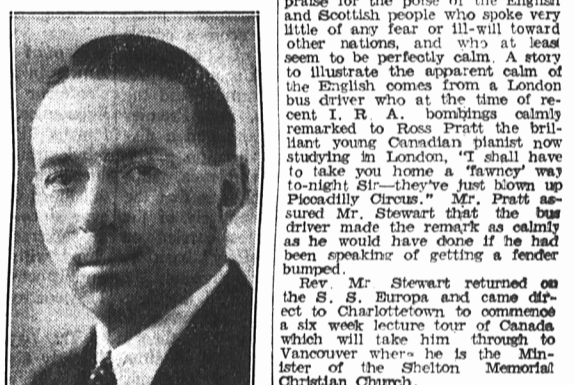 praise for the poise of the English
and Scottish people who spoke very
little of any fear or ill-will toward
other nations, and who at least
seem to be perfectly calm. A story
to illustrate the apparent calm of
the English comes from a London
bus driver who at the time of re-
cent I. R. A. bombings calmly
remarked to Ross Pratt the bril-
liant young Canadian pianist now
studying in London, "I shall have
to take you home a 'fawney' way
to-night Sir—they've just blown up
Piccadilly Circus." Mr. Pratt as-
sured Mr. Stewart that the bus
driver made the remark as calmly
as he would have done if he had
been speaking of getting a fender
bumped.
Rev. Mr Stewart returned on
the S. S. Europa and came dir-
ect to Charlottetown to commence
a six week lecture tour of Canada
which will take him through to
Vancouver where he is the Min-
ister of the Shelton Memorial
Christian Church.